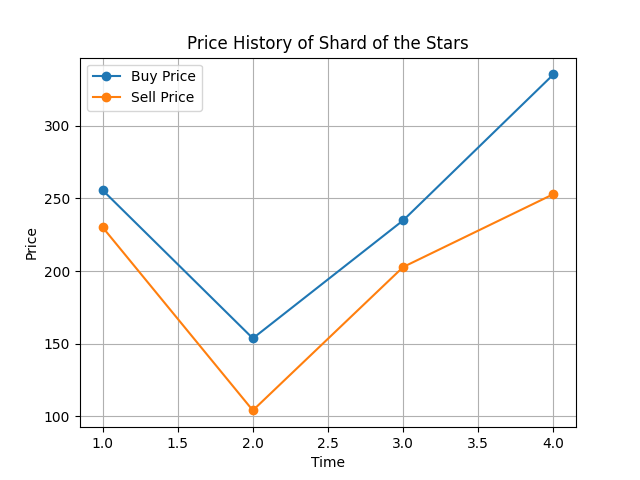 Price History of Shard of the Stars
Buy Price
Sell Price
Price
300
250
200
150
100
1.0 1.5 2.0 2.5 3.0 3.5 4.0
Time